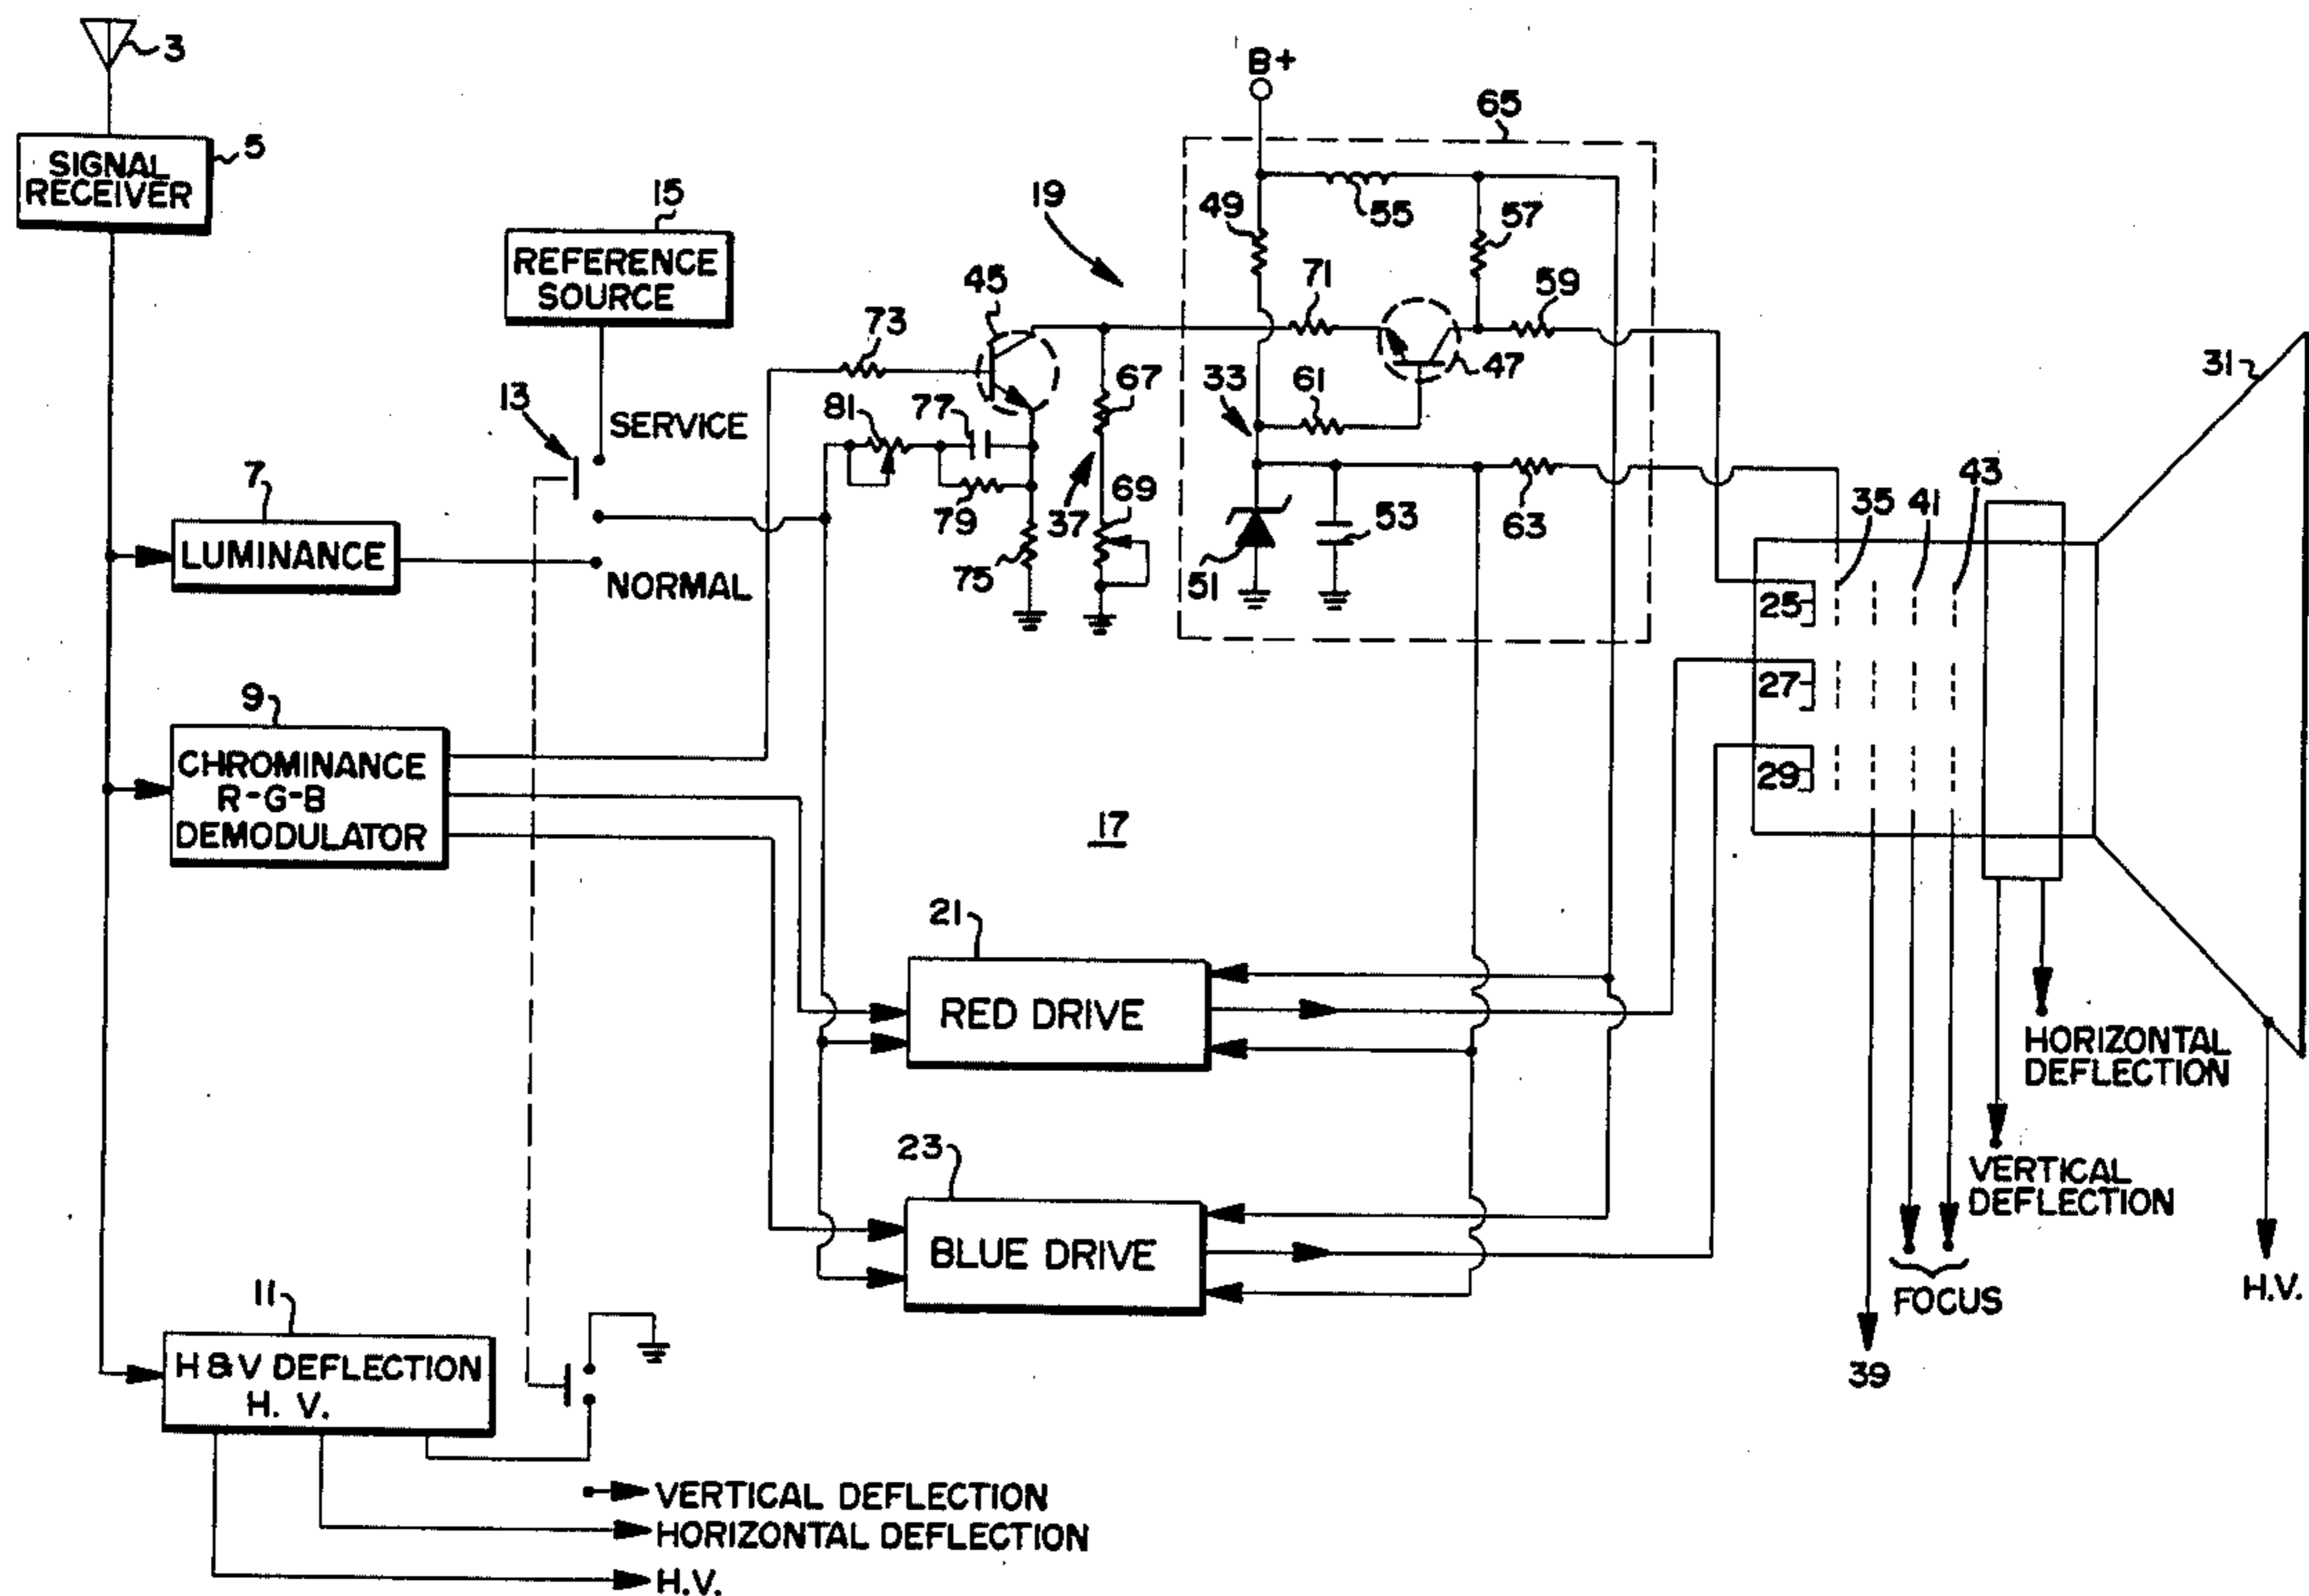 3
B+
65
SIGNAL
RECEIVER
5
15
19
49
55
57
REFERENCE
SOURCE
45
71
59
73
13
SERVICE
81
77
67
33
61
47
31
7
79
37
69
53
63
35
41
43
LUMINANCE
NORMAL
75
51
25
27
29
9
CHROMINANCE
R-G-B
DEMODULATOR
17
21
RED DRIVE
HORIZONTAL
DEFLECTION
23
BLUE DRIVE
VERTICAL
DEFLECTION
FOCUS
H.V.
39
11
H & V DEFLECTION
H. V.
VERTICAL DEFLECTION
HORIZONTAL DEFLECTION
H.V.